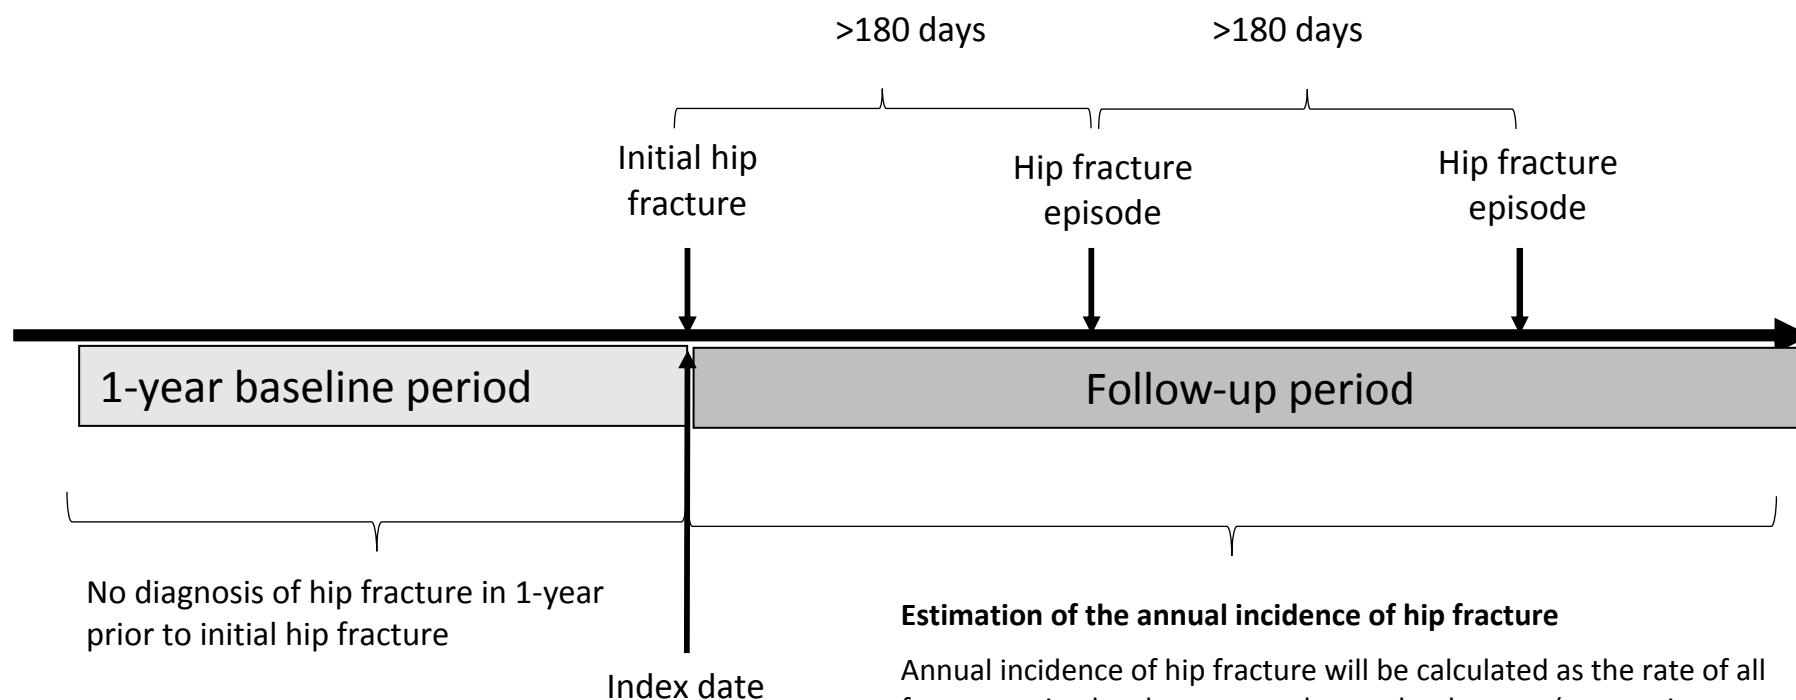 >180 days
>180 days
Initial hip
fracture
Hip fracture
episode
Hip fracture
episode
1-year baseline period
Follow-up period
No diagnosis of hip fracture in 1-year
prior to initial hip fracture
Index date
Estimation of the annual incidence of hip fracture
Annual incidence of hip fracture will be calculated as the rate of all